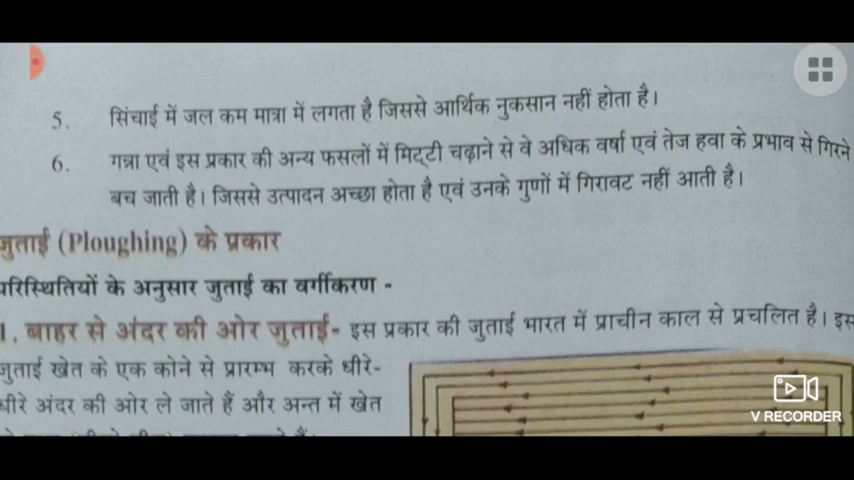 5. सिंचाई में जल कम मात्रा में लगता है जिससे आर्थिक नुकसान नहीं होता है।
6. गन्ना एवं इस प्रकार की अन्य फसलों में मिट्टी चढ़ाने से वे अधिक वर्षा एवं तेज हवा के प्रभाव से गिरने
बच जाती है। जिससे उत्पादन अच्छा होता है एवं उनके गुणों में गिरावट नहीं आती है।
जुताई (Ploughing) के प्रकार
परिस्थितियों के अनुसार जुताई का वर्गीकरण -
1. बाहर से अंदर की ओर जुताई- इस प्रकार की जुताई भारत में प्राचीन काल से प्रचलित है। इस
जुताई खेत के एक कोने से प्रारम्भ करके धीरे-
धीरे अंदर की ओर ले जाते हैं और अन्त में खेत
V RECORDER